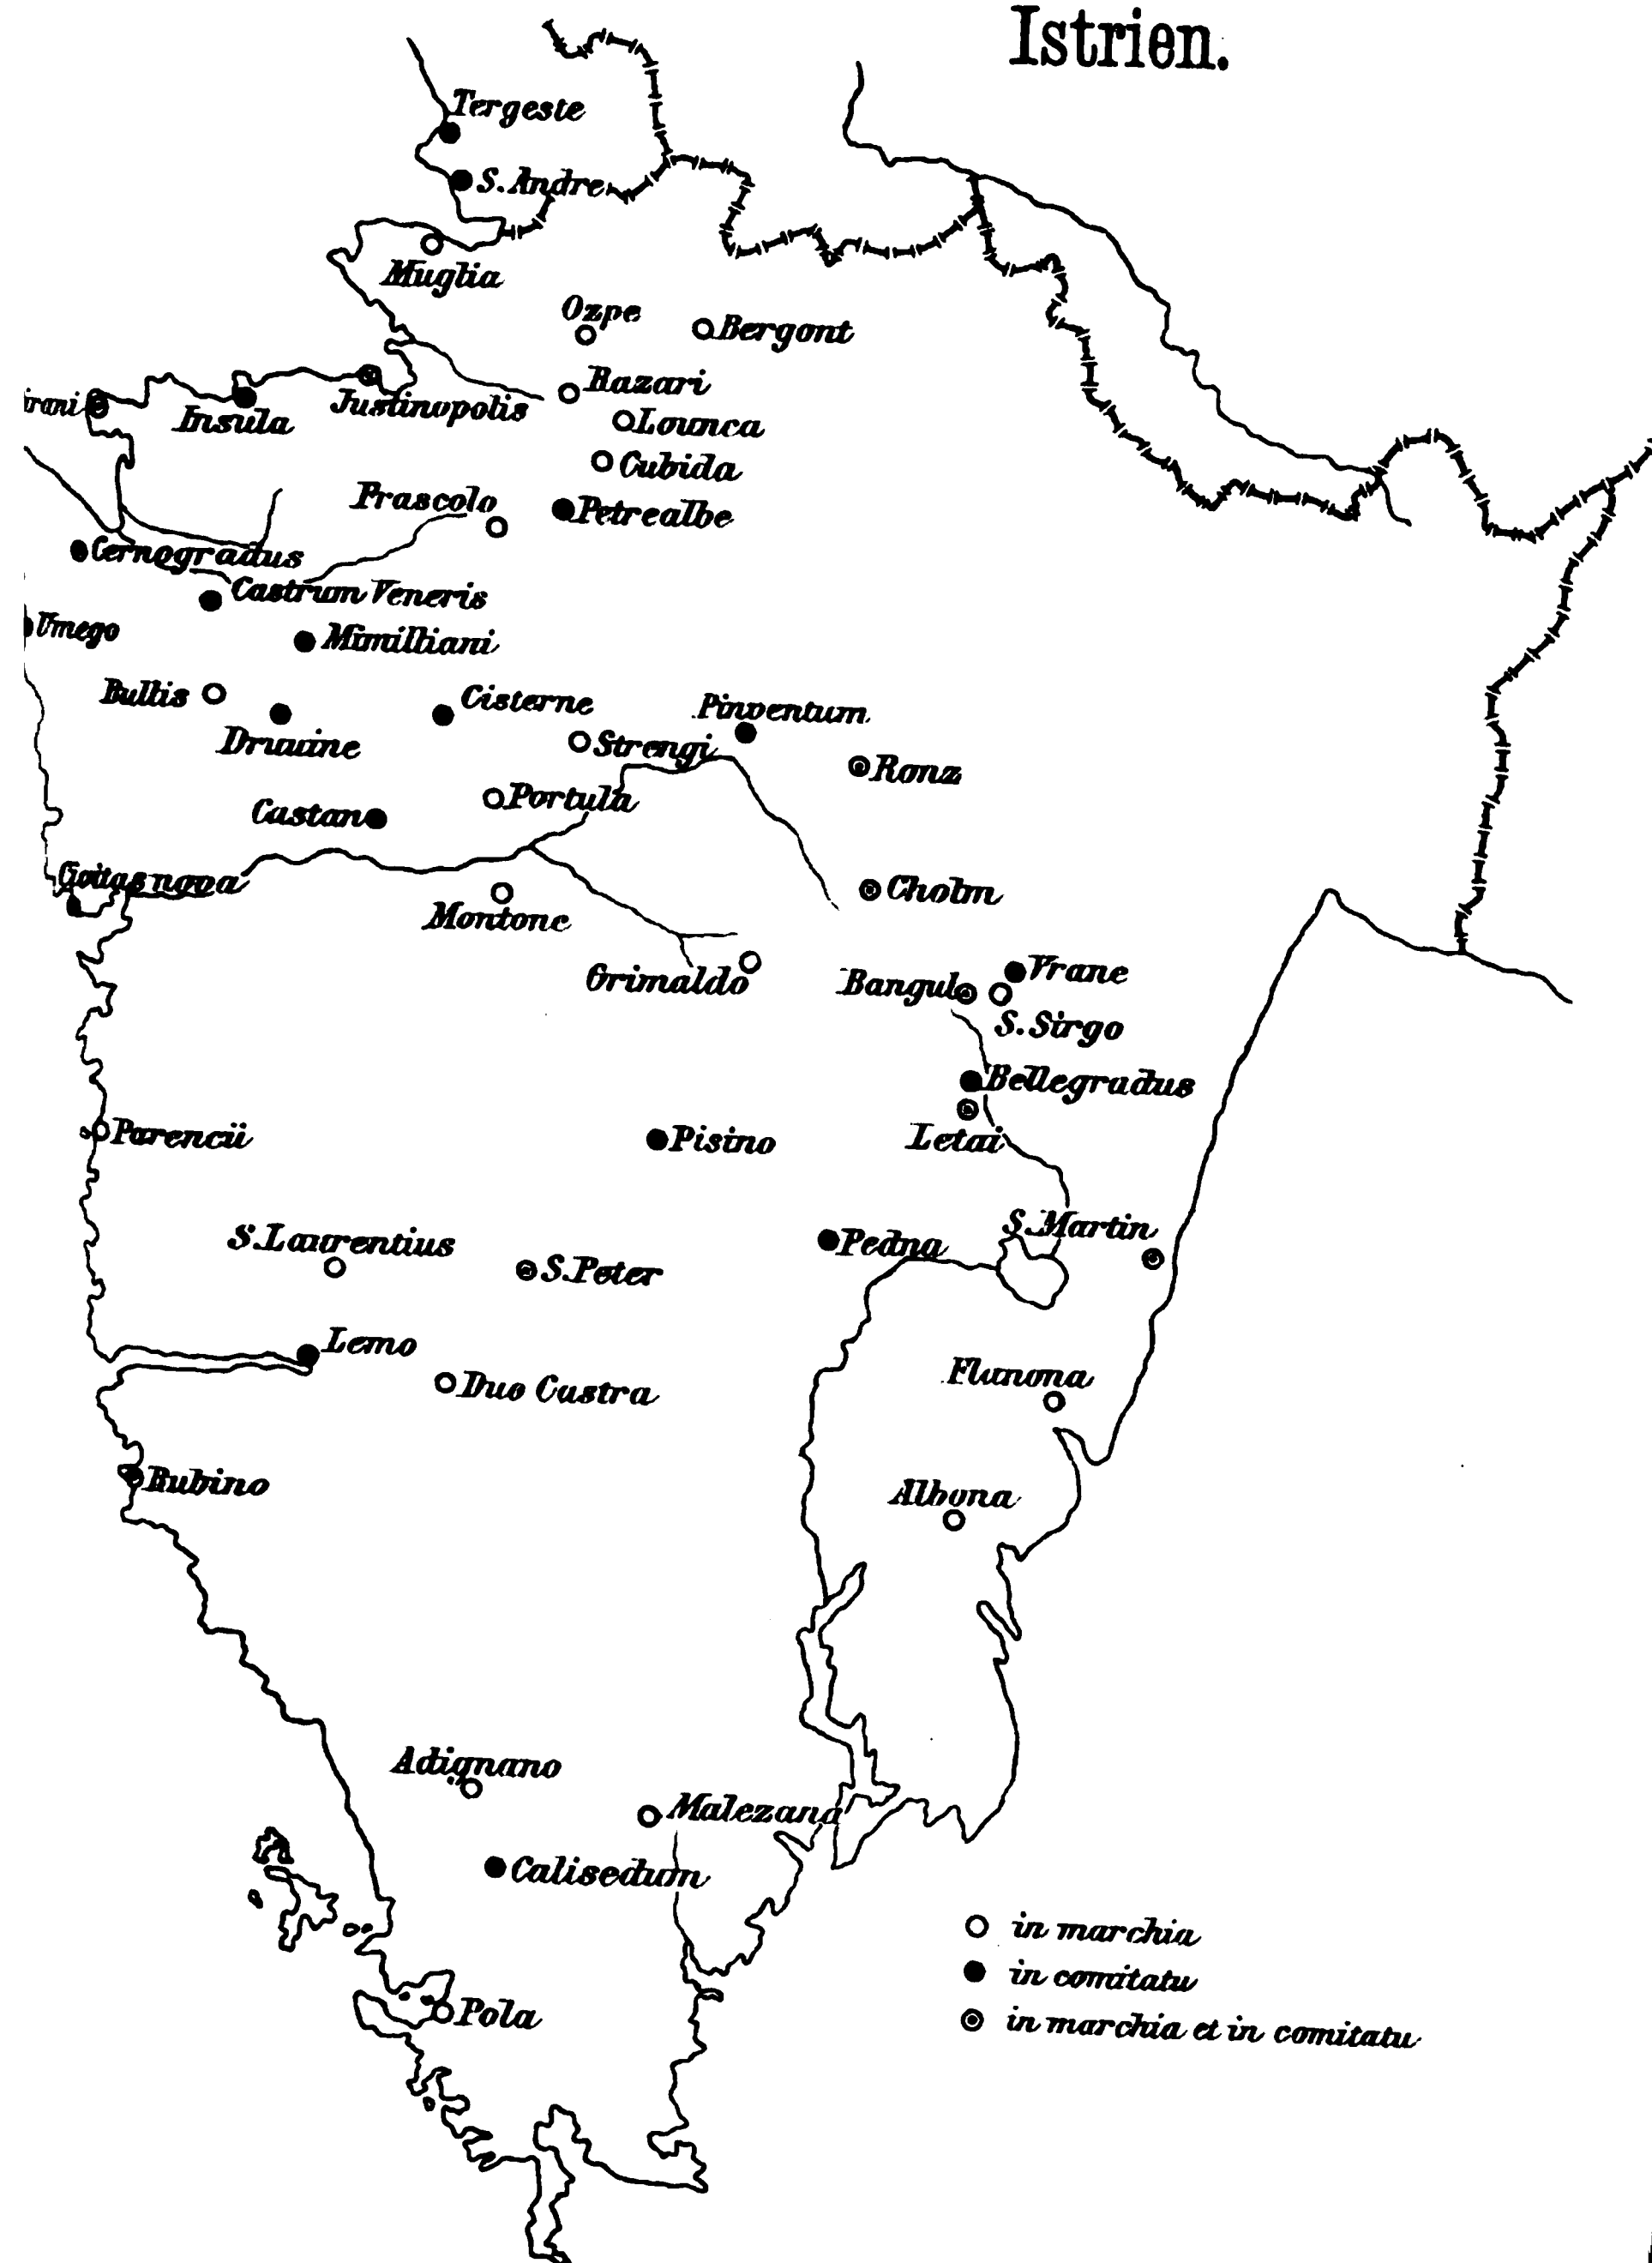 Istrien.
Tergeste
S. Andre
Muglia
Ozpe
Bergont
Razari
Justinopolis
Insula
Lounca
Cubida
Frascolo
Petrealbe
Cernogradus
Castrum Veneris
Umego
Mimilliani
Bullis
Cisterne
Pinventum
Druuine
Strengi
Ronz
Portula
Castan
Cholm
Montone
Grimaldo
Vrane
Bangul
S. Sirgo
Bellegradus
Parencii
Pisino
Letai
S. Martin
S. Laurentius
Pedna
S. Peter
Lemo
Duo Castra
Flanona
Rubino
Albona
Adignano
Malezana
Calisedum
in marchia
in comitatu
Pola
in marchia et in comitatu